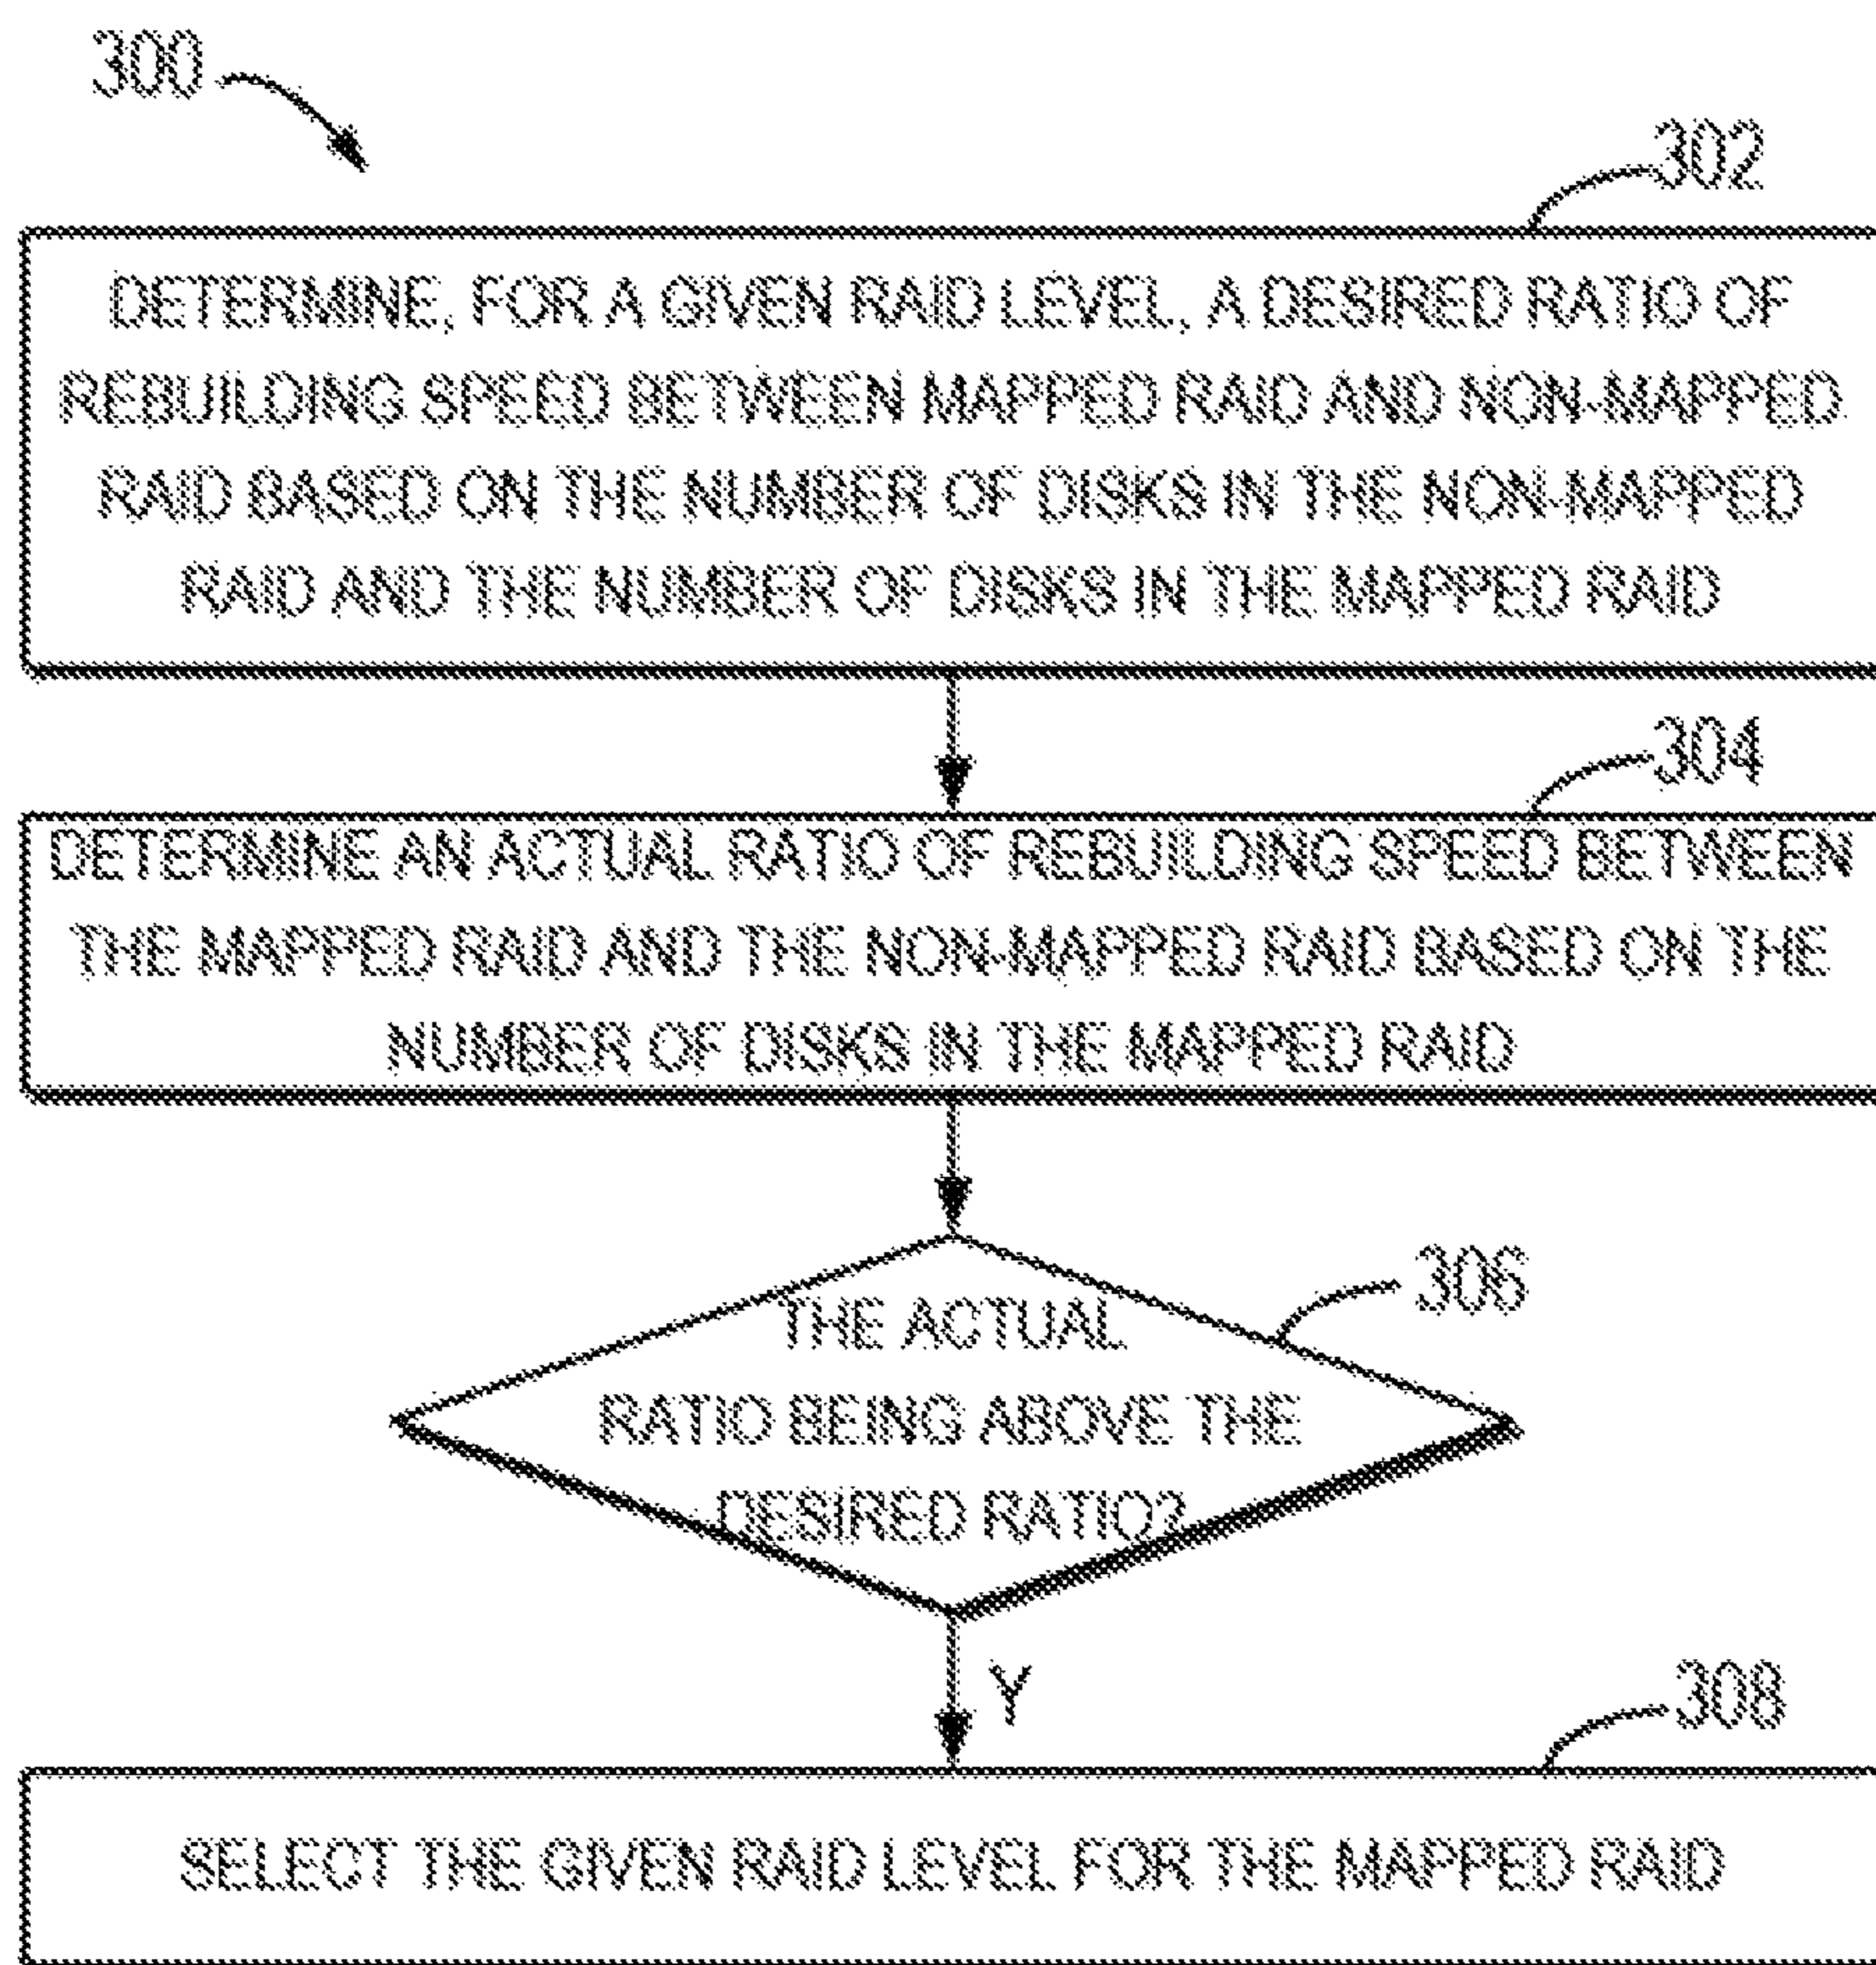 300
302
DETERMINE, FOR A GIVEN RAID LEVEL, A DESIRED RATIO OF
REBUILDING SPEED BETWEEN MAPPED RAID AND NON-MAPPED
RAID BASED ON THE NUMBER OF DISKS IN THE NON-MAPPED
RAID AND THE NUMBER OF DISKS IN THE MAPPED RAID
304
DETERMINE AN ACTUAL RATIO OF REBUILDING SPEED BETWEEN
THE MAPPED RAID AND THE NON-MAPPED RAID BASED ON THE
NUMBER OF DISKS IN THE MAPPED RAID
306
THE ACTUAL
RATIO BEING ABOVE THE
DESIRED RATIO?
Y
308
SELECT THE GIVEN RAID LEVEL FOR THE MAPPED RAID